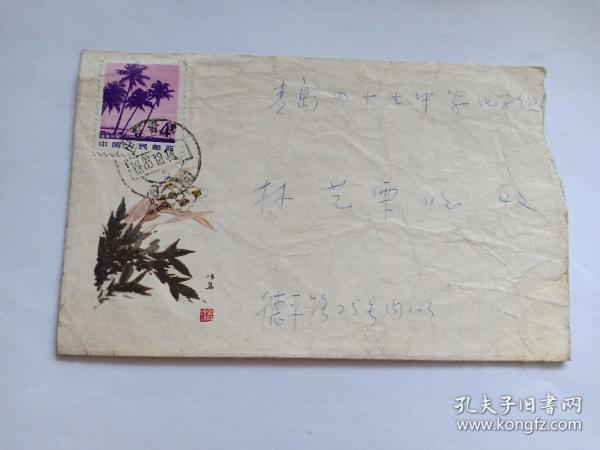 4
中国人民邮政
青岛四十七中学化学组
林艺栗 收
德平路25号内103
孔夫子旧书网
www.kongfz.com